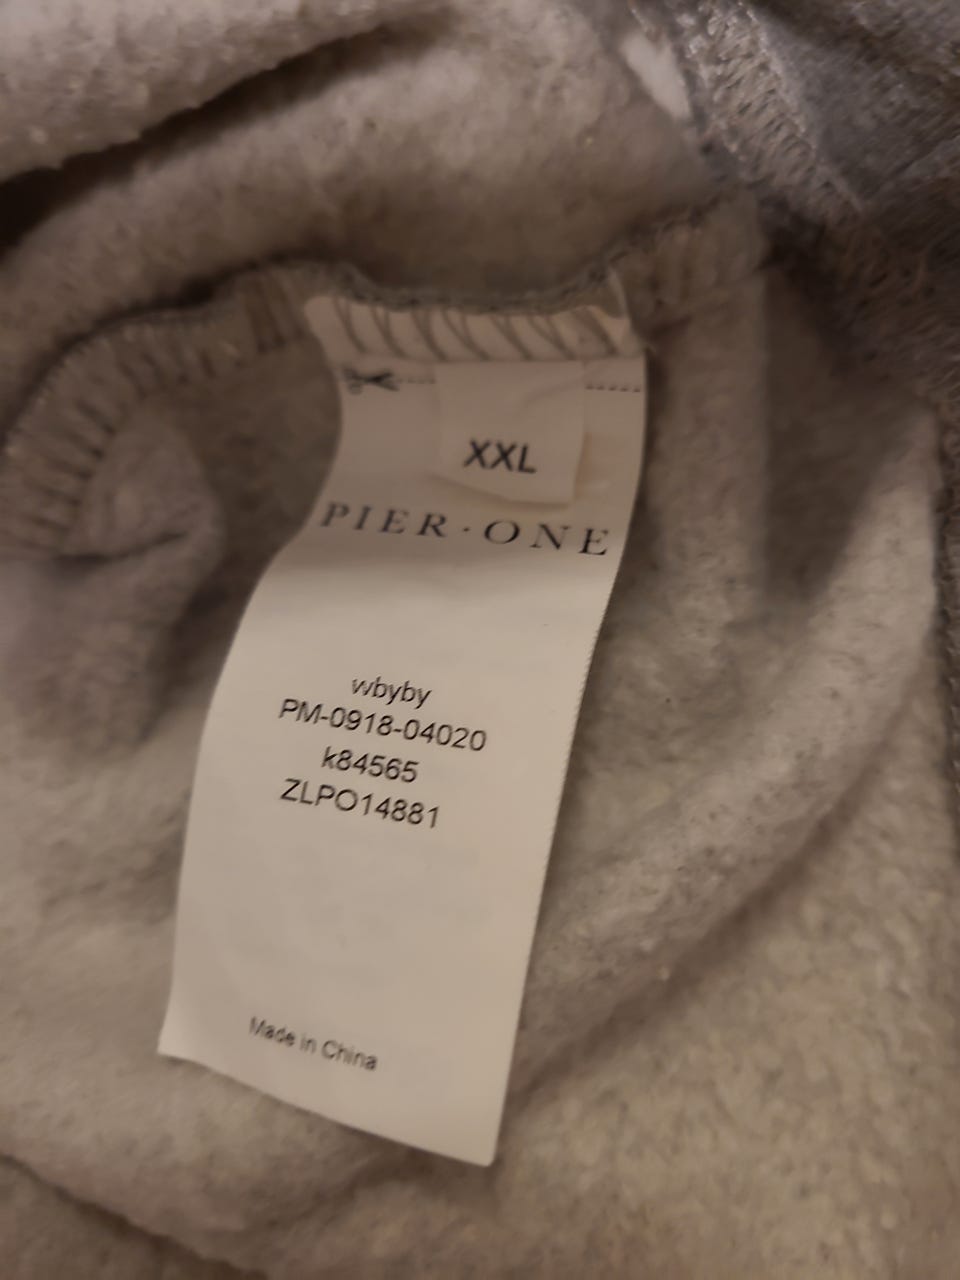 XXL
PIER·ONE
wbyby
PM-0918-04020
k84565
ZLPO14881
Made in China